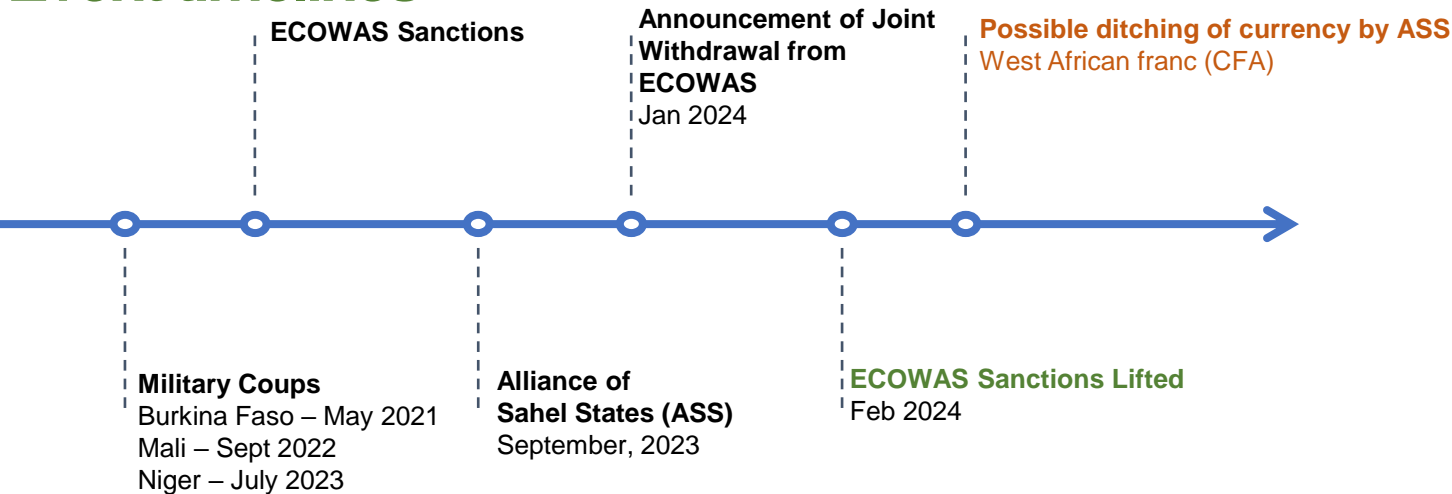 ECOWAS Sanctions
Announcement of Joint
Withdrawal from
ECOWAS
Jan 2024
Possible ditching of currency by ASS
West African franc (CFA)
Military Coups
Burkina Faso – May 2021
Mali – Sept 2022
Niger – July 2023
Alliance of
Sahel States (ASS)
September, 2023
ECOWAS Sanctions Lifted
Feb 2024